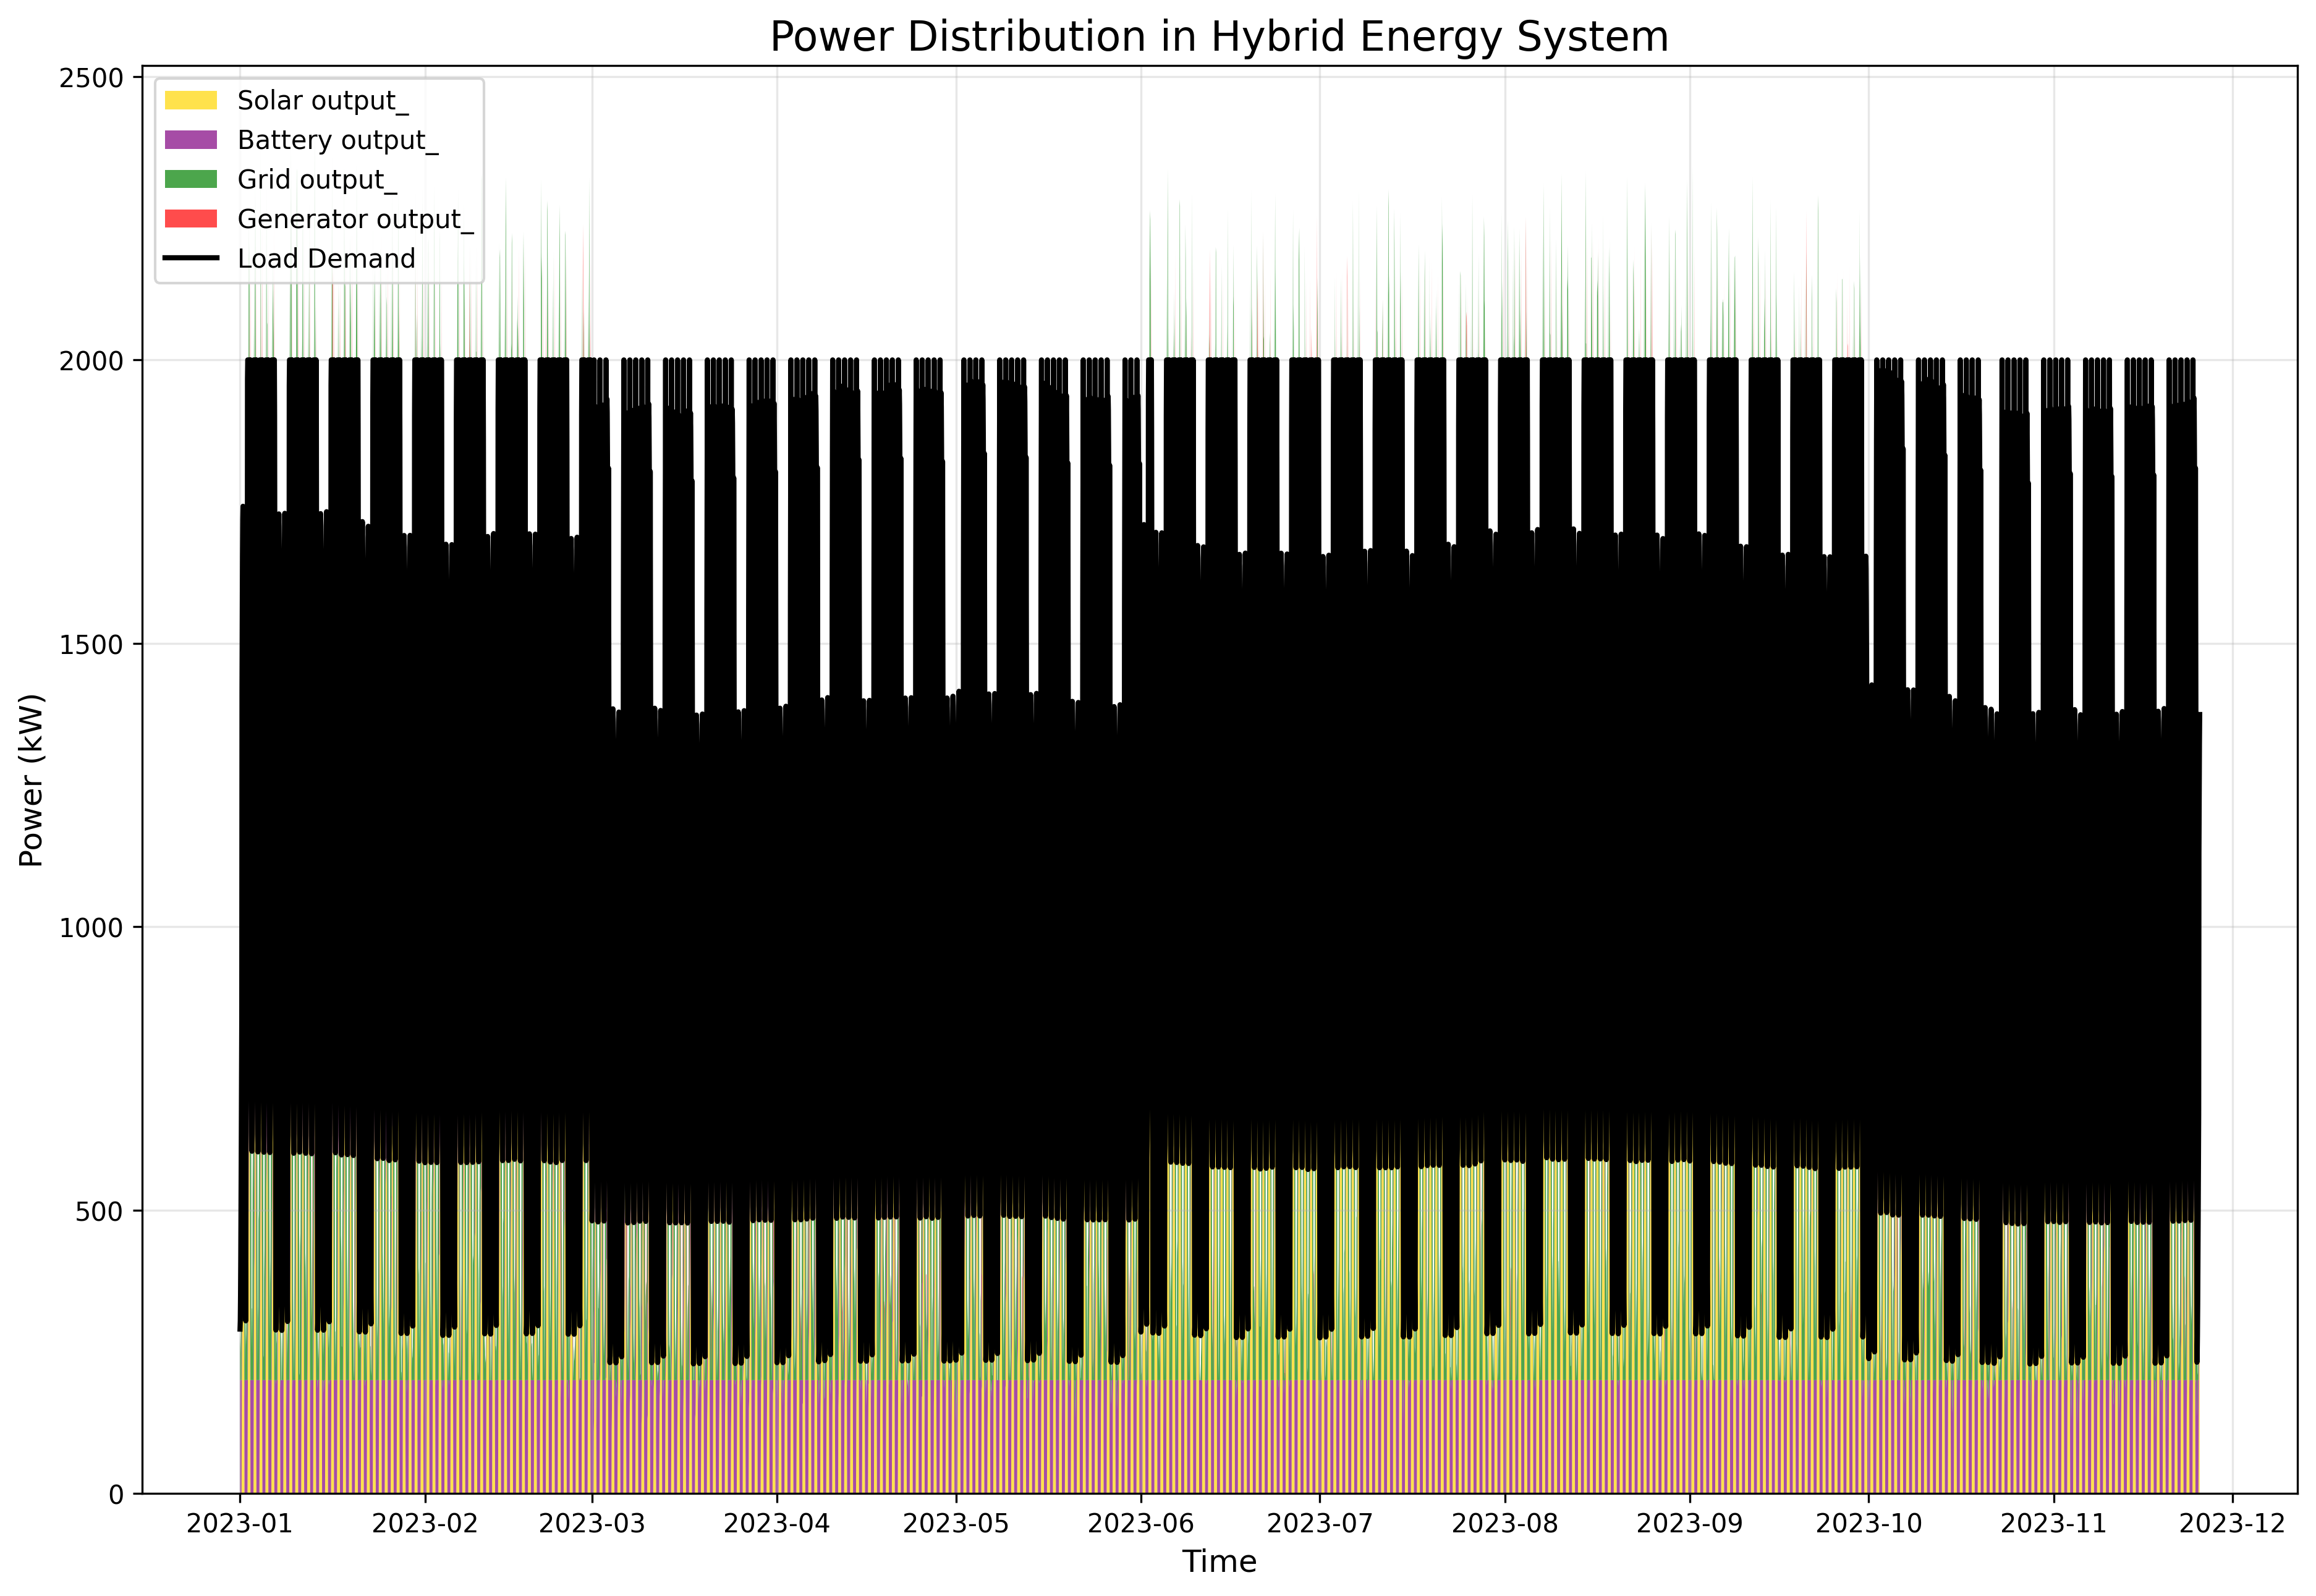 Power Distribution in Hybrid Energy System
2500
2000
1500
1000
500
0
Power (kW)
Solar output_
Battery output_
Grid output_
Generator output_
Load Demand
2023-01
2023-02
2023-03
2023-04
2023-05
2023-06
2023-07
2023-08
2023-09
2023-10
2023-11
2023-12
Time